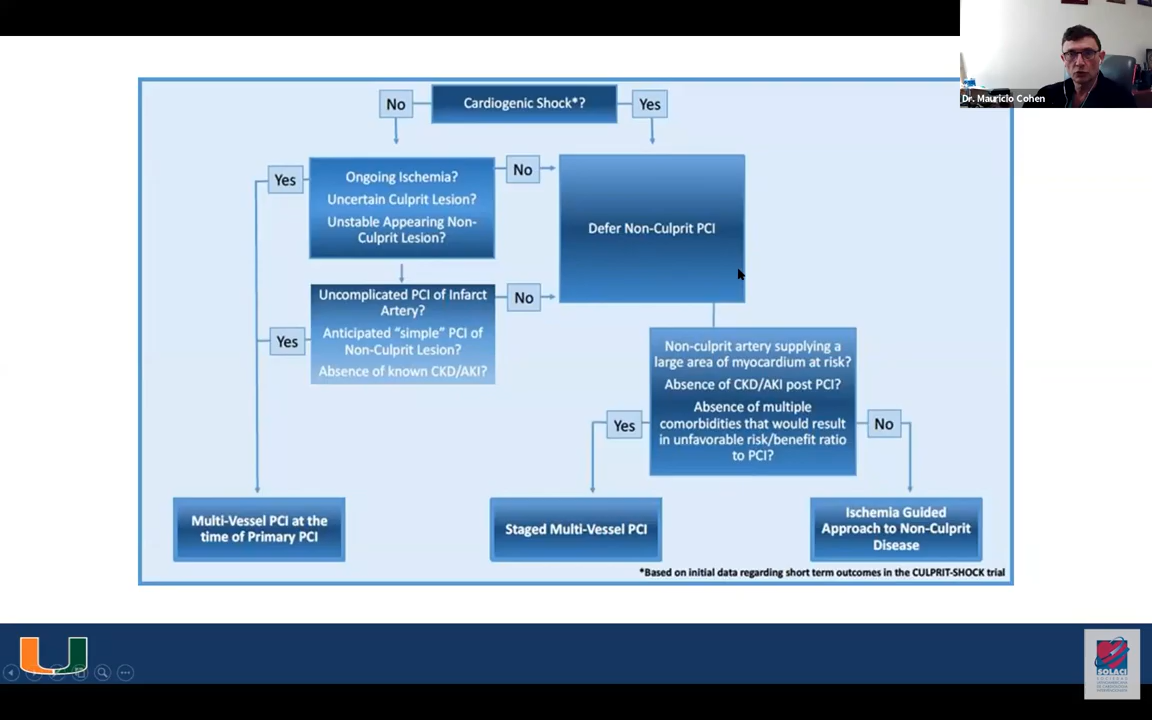 Dr. Mauricio Cohen
No
Cardiogenic Shock*?
Yes
Yes
Ongoing Ischemia?
Uncertain Culprit Lesion?
Unstable Appearing Non-
Culprit Lesion?
No
Defer Non-Culprit PCI
Uncomplicated PCI of Infarct
Artery?
Anticipated “simple” PCI of
Non-Culprit Lesion?
Absence of known CKD/AKI?
No
Yes
Non-culprit artery supplying a
large area of myocardium at risk?
Absence of CKD/AKI post PCI?
Absence of multiple
comorbidities that would result
in unfavorable risk/benefit ratio
to PCI?
Yes
No
Multi-Vessel PCI at the
time of Primary PCI
Staged Multi-Vessel PCI
Ischemia Guided
Approach to Non-Culprit
Disease
*Based on initial data regarding short term outcomes in the CULPRIT-SHOCK trial
SOLACI